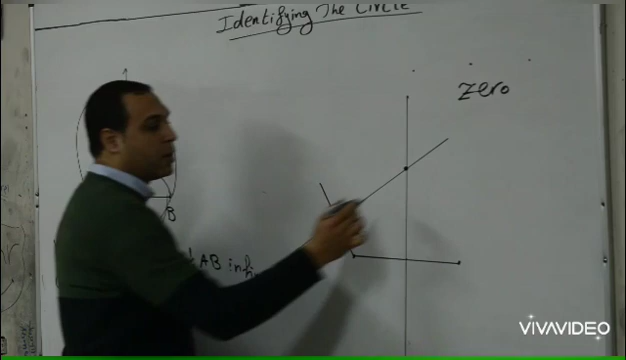 Identifying The Circle
zero
B
AB inf
VIVAVIDEO